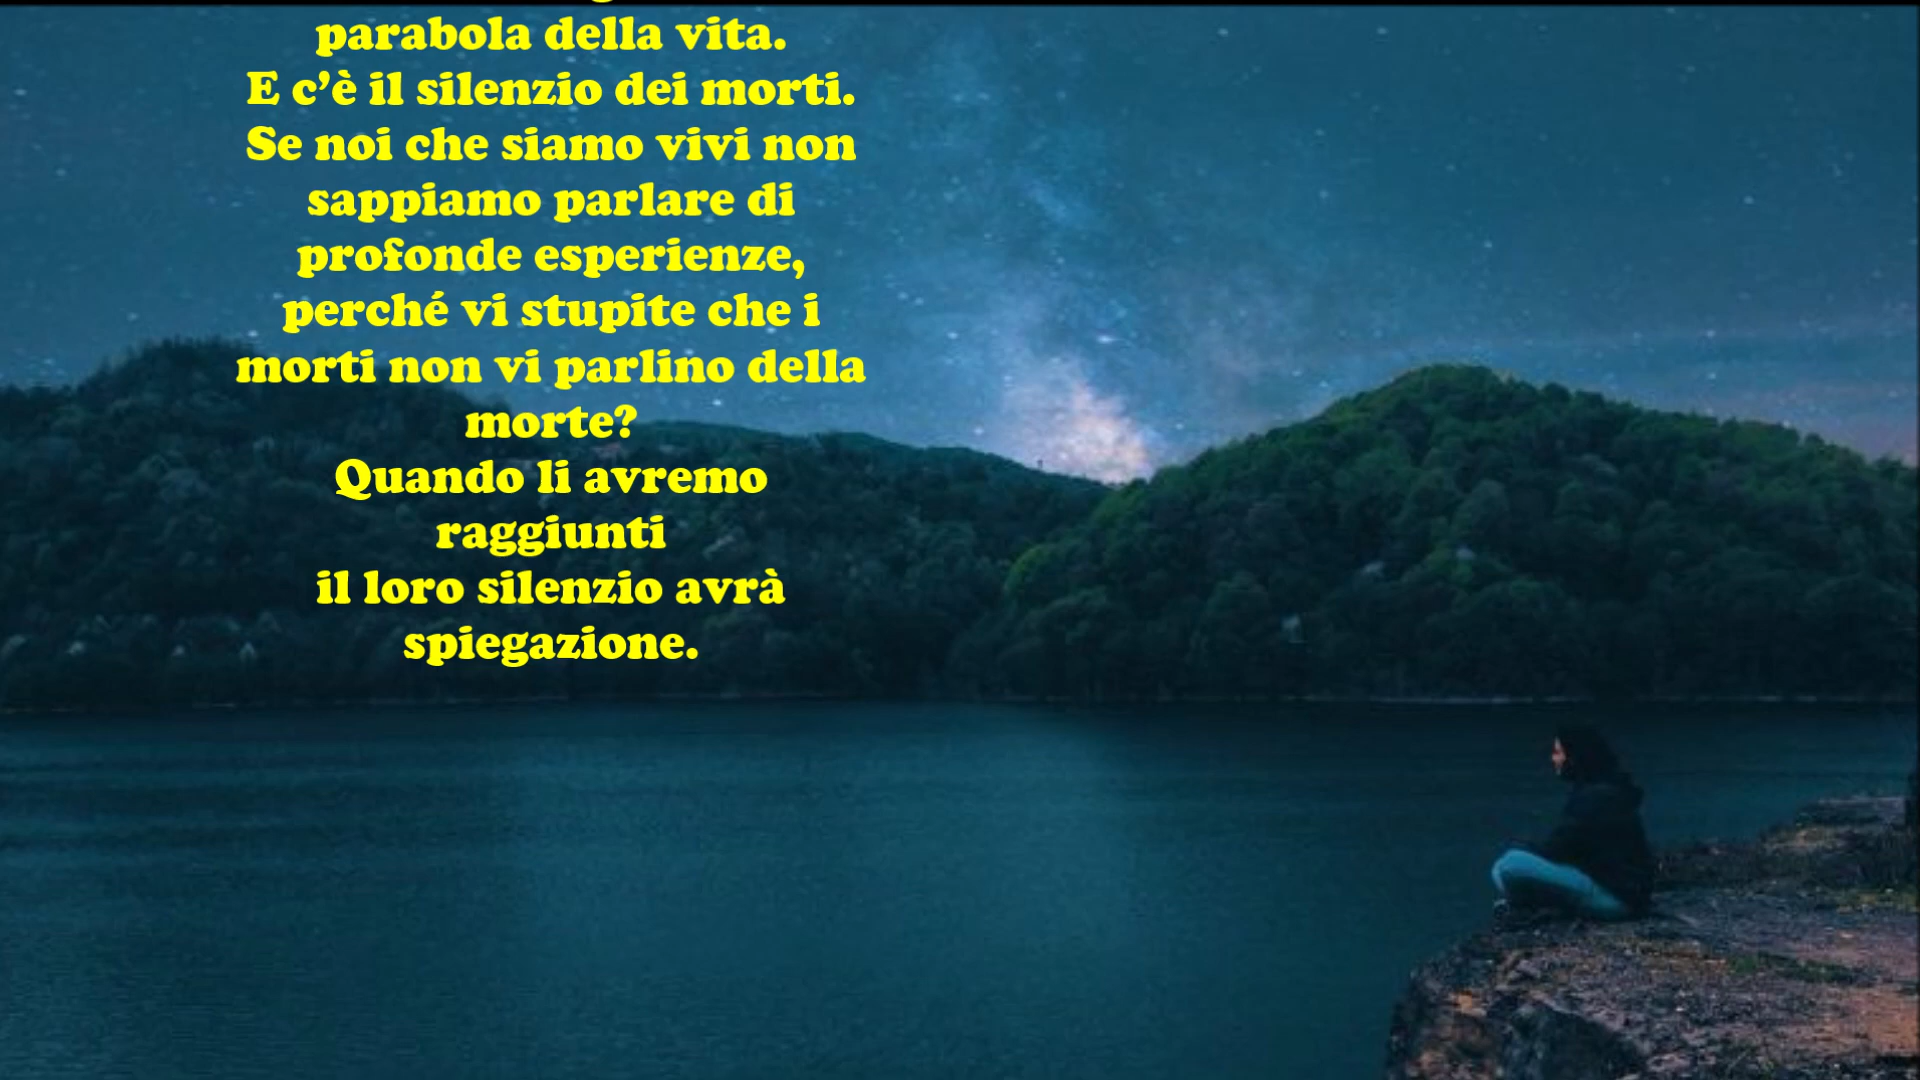 parabola della vita.
E c’è il silenzio dei morti.
Se noi che siamo vivi non
sappiamo parlare di
profonde esperienze,
perché vi stupite che i
morti non vi parlino della
morte?
Quando li avremo
raggiunti
il loro silenzio avrà
spiegazione.